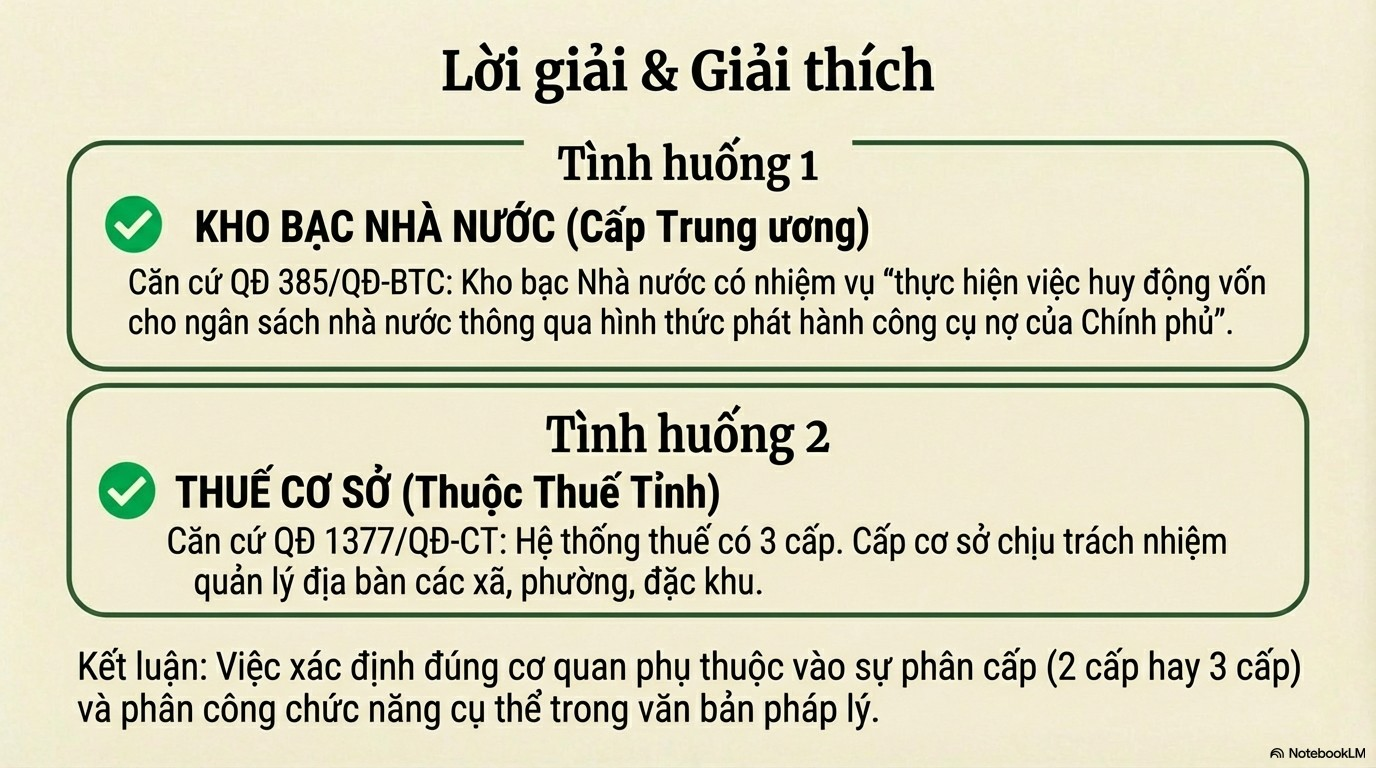 Lời giải & Giải thích
Tình huống 1
KHO BẠC NHÀ NƯỚC (Cấp Trung ương)
Căn cứ QĐ 385/QĐ-BTC: Kho bạc Nhà nước có nhiệm vụ “thực hiện việc huy động vốn
cho ngân sách nhà nước thông qua hình thức phát hành công cụ nợ của Chính phủ”.
Tình huống 2
THUẾ CƠ SỞ (Thuộc Thuế Tỉnh)
Căn cứ QĐ 1377/QĐ-CT: Hệ thống thuế có 3 cấp. Cấp cơ sở chịu trách nhiệm
quản lý địa bàn các xã, phường, đặc khu.
Kết luận: Việc xác định đúng cơ quan phụ thuộc vào sự phân cấp (2 cấp hay 3 cấp)
và phân công chức năng cụ thể trong văn bản pháp lý.
NotebookLM